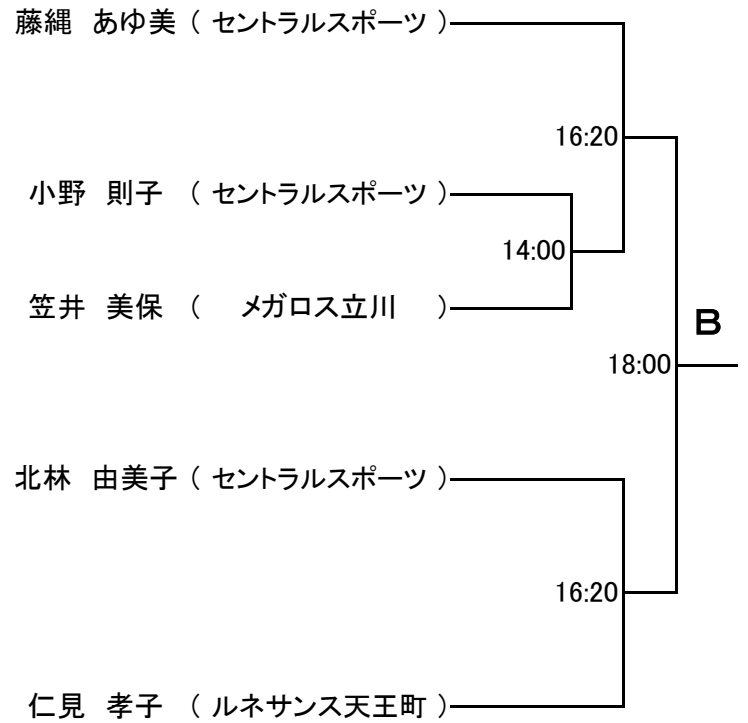 藤縄 あゆ美 ( セントラルスポーツ )
16:20
小野 則子 ( セントラルスポーツ )
14:00
笠井 美保 ( メガロス立川 )
B
18:00
北林 由美子 ( セントラルスポーツ )
16:20
仁見 孝子 ( ルネサンス天王町 )